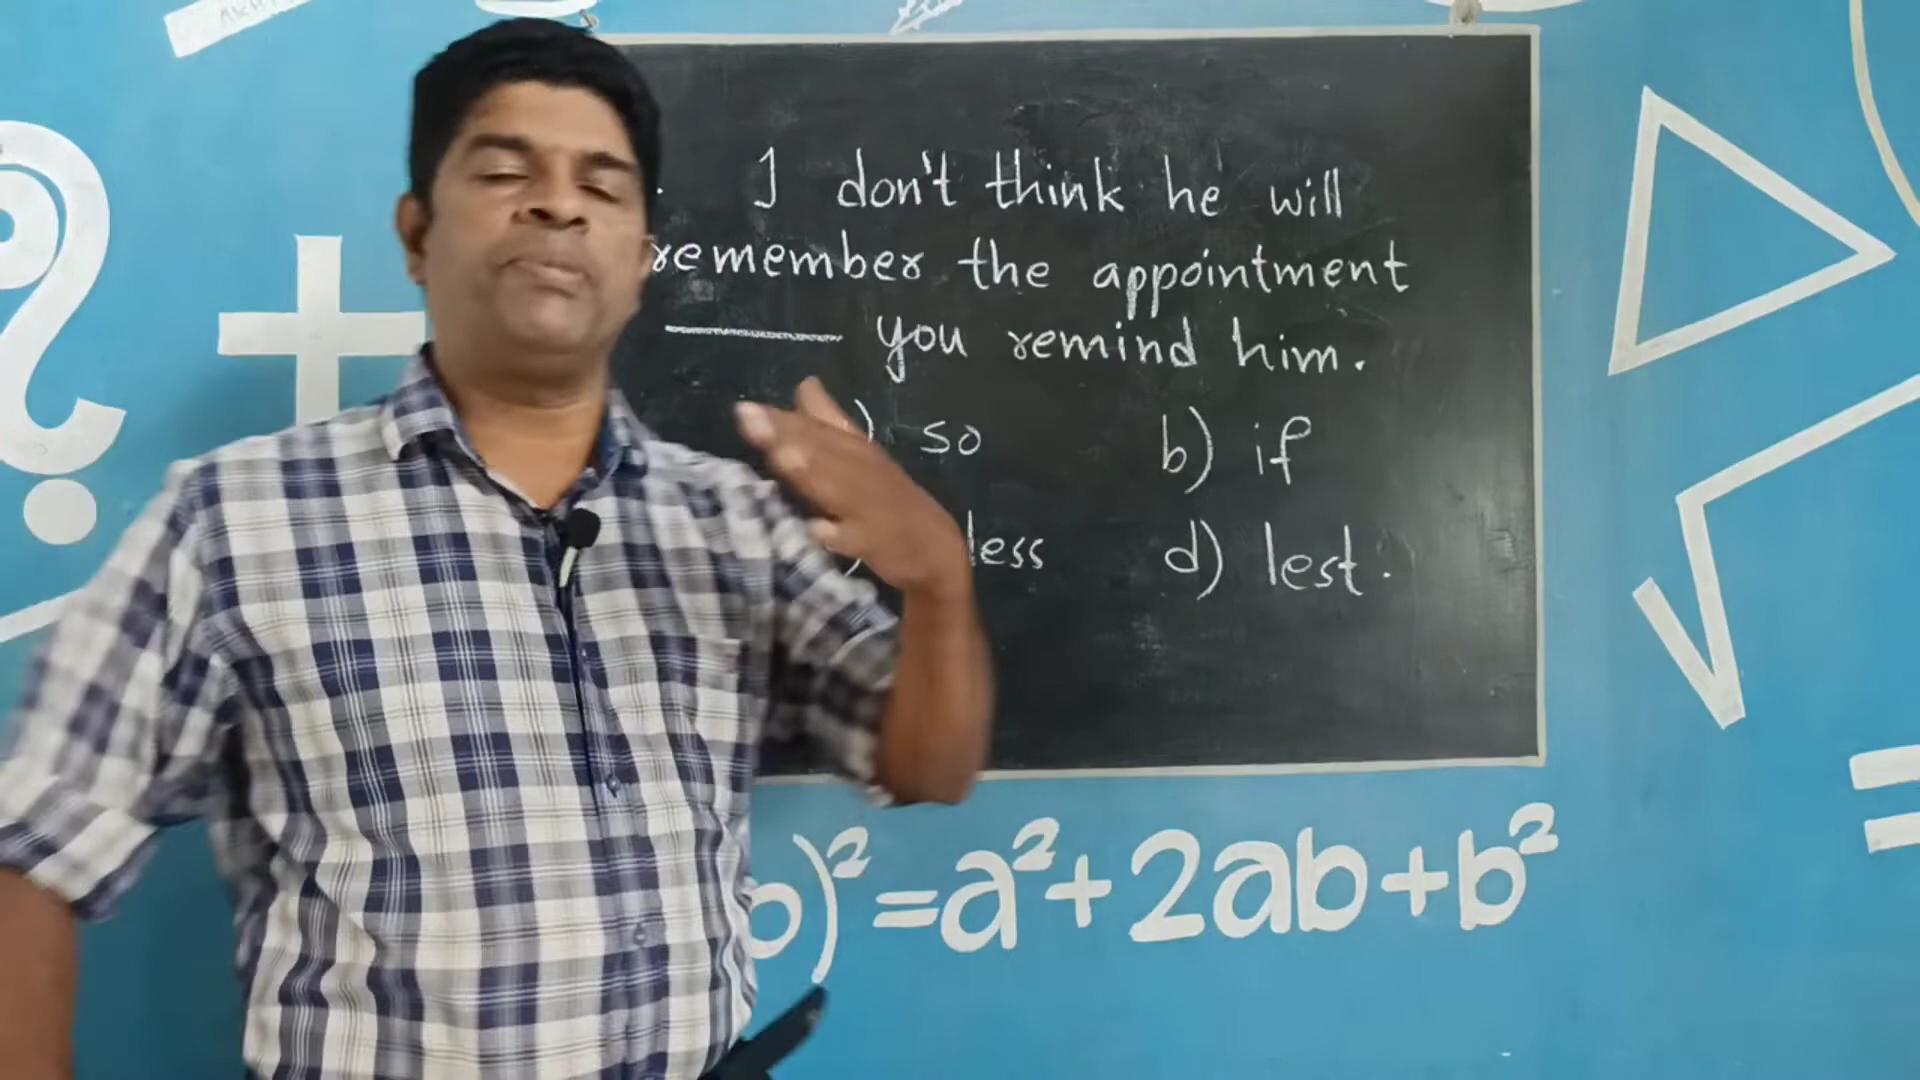 I don't think he will
remember the appointment
you remind him.
) so b) if
less d) lest.
b)²=a²+2ab+b²